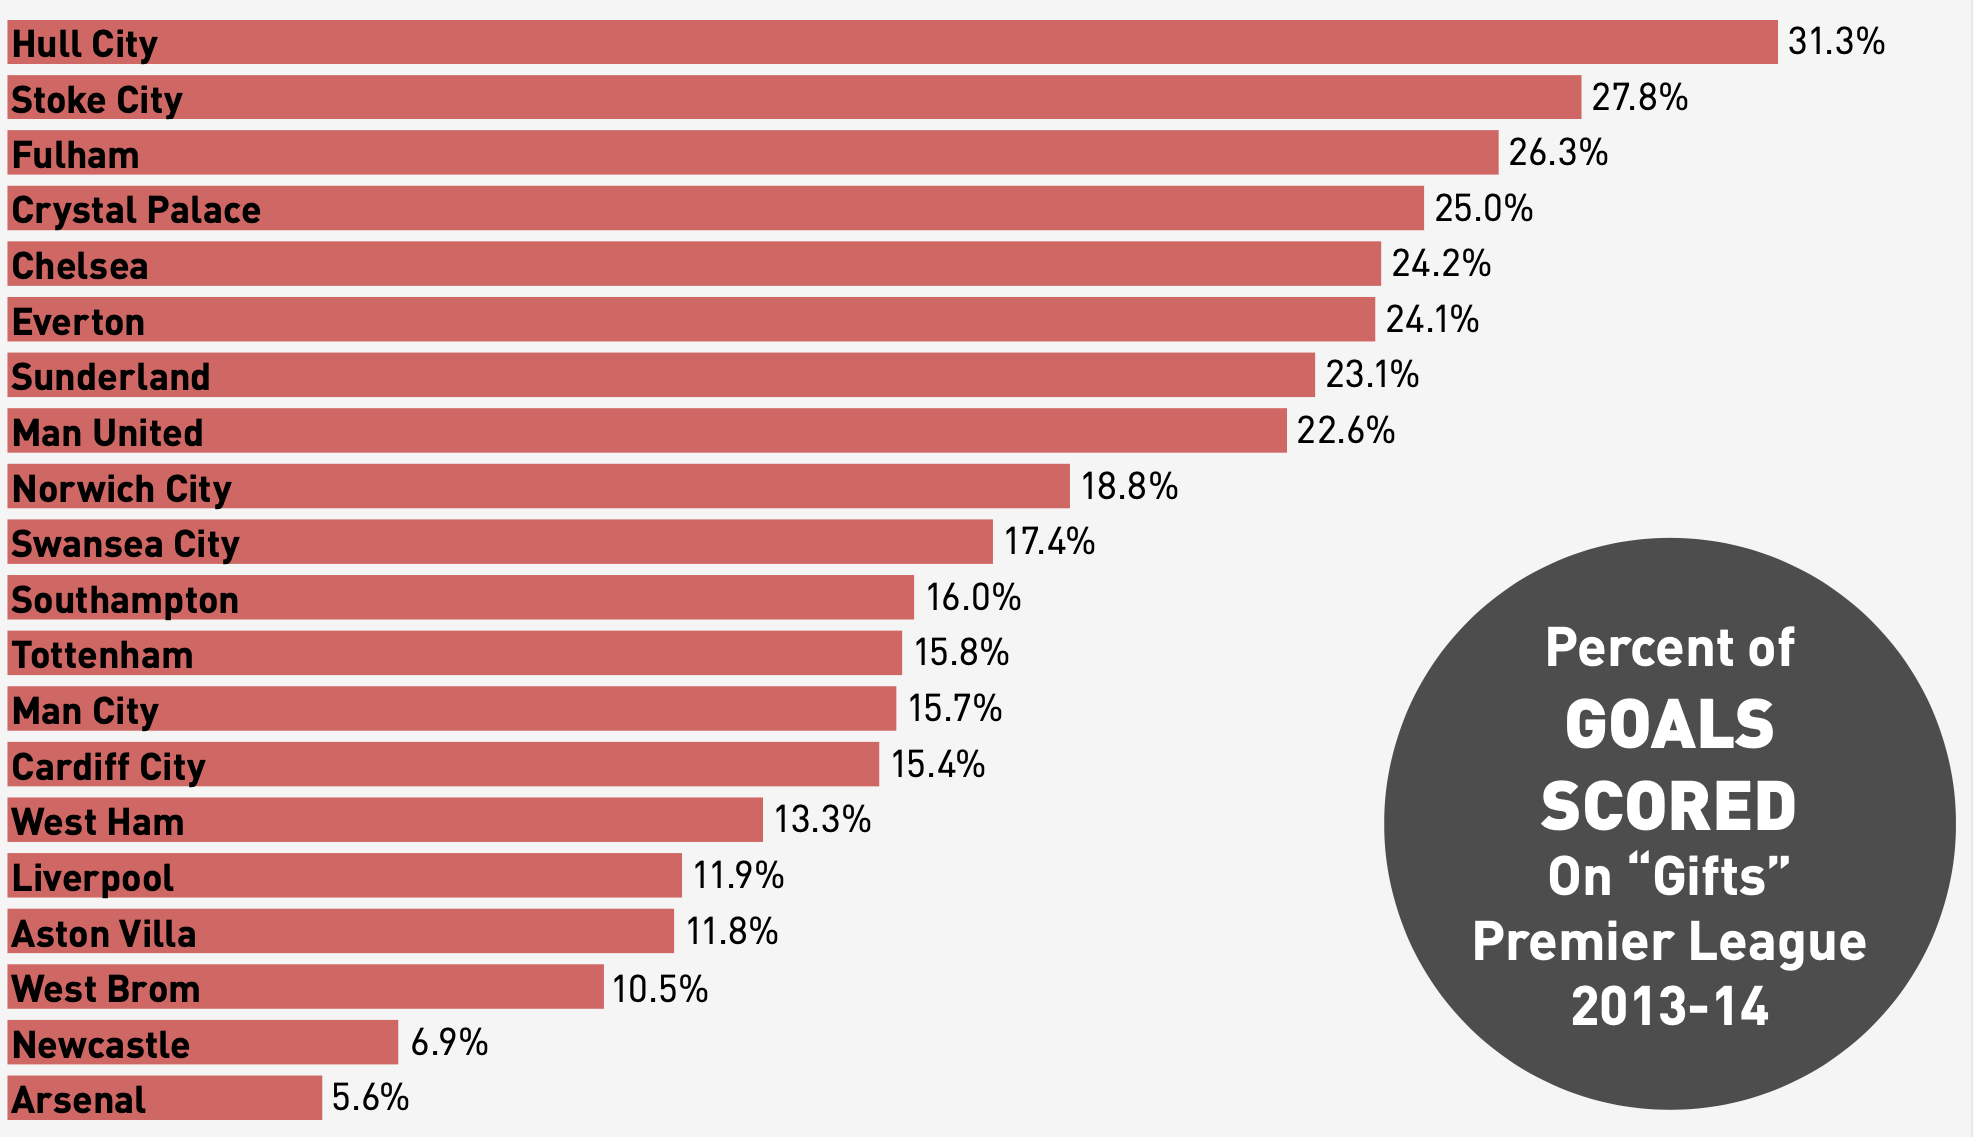 Hull City 31.3%
Stoke City 27.8%
Fulham 26.3%
Crystal Palace 25.0%
Chelsea 24.2%
Everton 24.1%
Sunderland 23.1%
Man United 22.6%
Norwich City 18.8%
Swansea City 17.4%
Southampton 16.0%
Tottenham 15.8%
Man City 15.7%
Cardiff City 15.4%
West Ham 13.3%
Liverpool 11.9%
Aston Villa 11.8%
West Brom 10.5%
Newcastle 6.9%
Arsenal 5.6%
Percent of
GOALS
SCORED
On “Gifts”
Premier League
2013-14